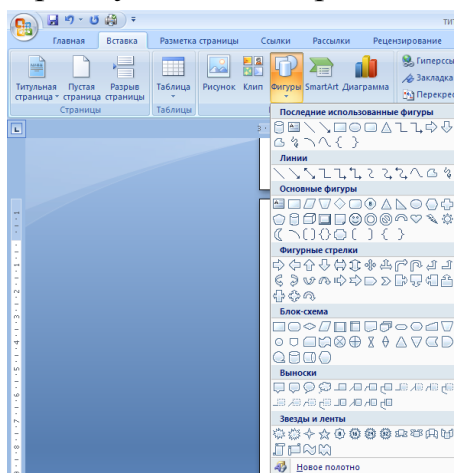 ти
Главная Вставка Разметка страницы Ссылки Рассылки Рецензирование
Титульная страница Пустая страница Разрыв страницы
Страницы
Таблица
Таблицы
Рисунок Клип Фигуры SmartArt Диаграмма
Гиперссы
Закладка
Перекрес
Последние использованные фигуры
Линии
Основные фигуры
Фигурные стрелки
Блок-схема
Выноски
Звезды и ленты
Новое полотно